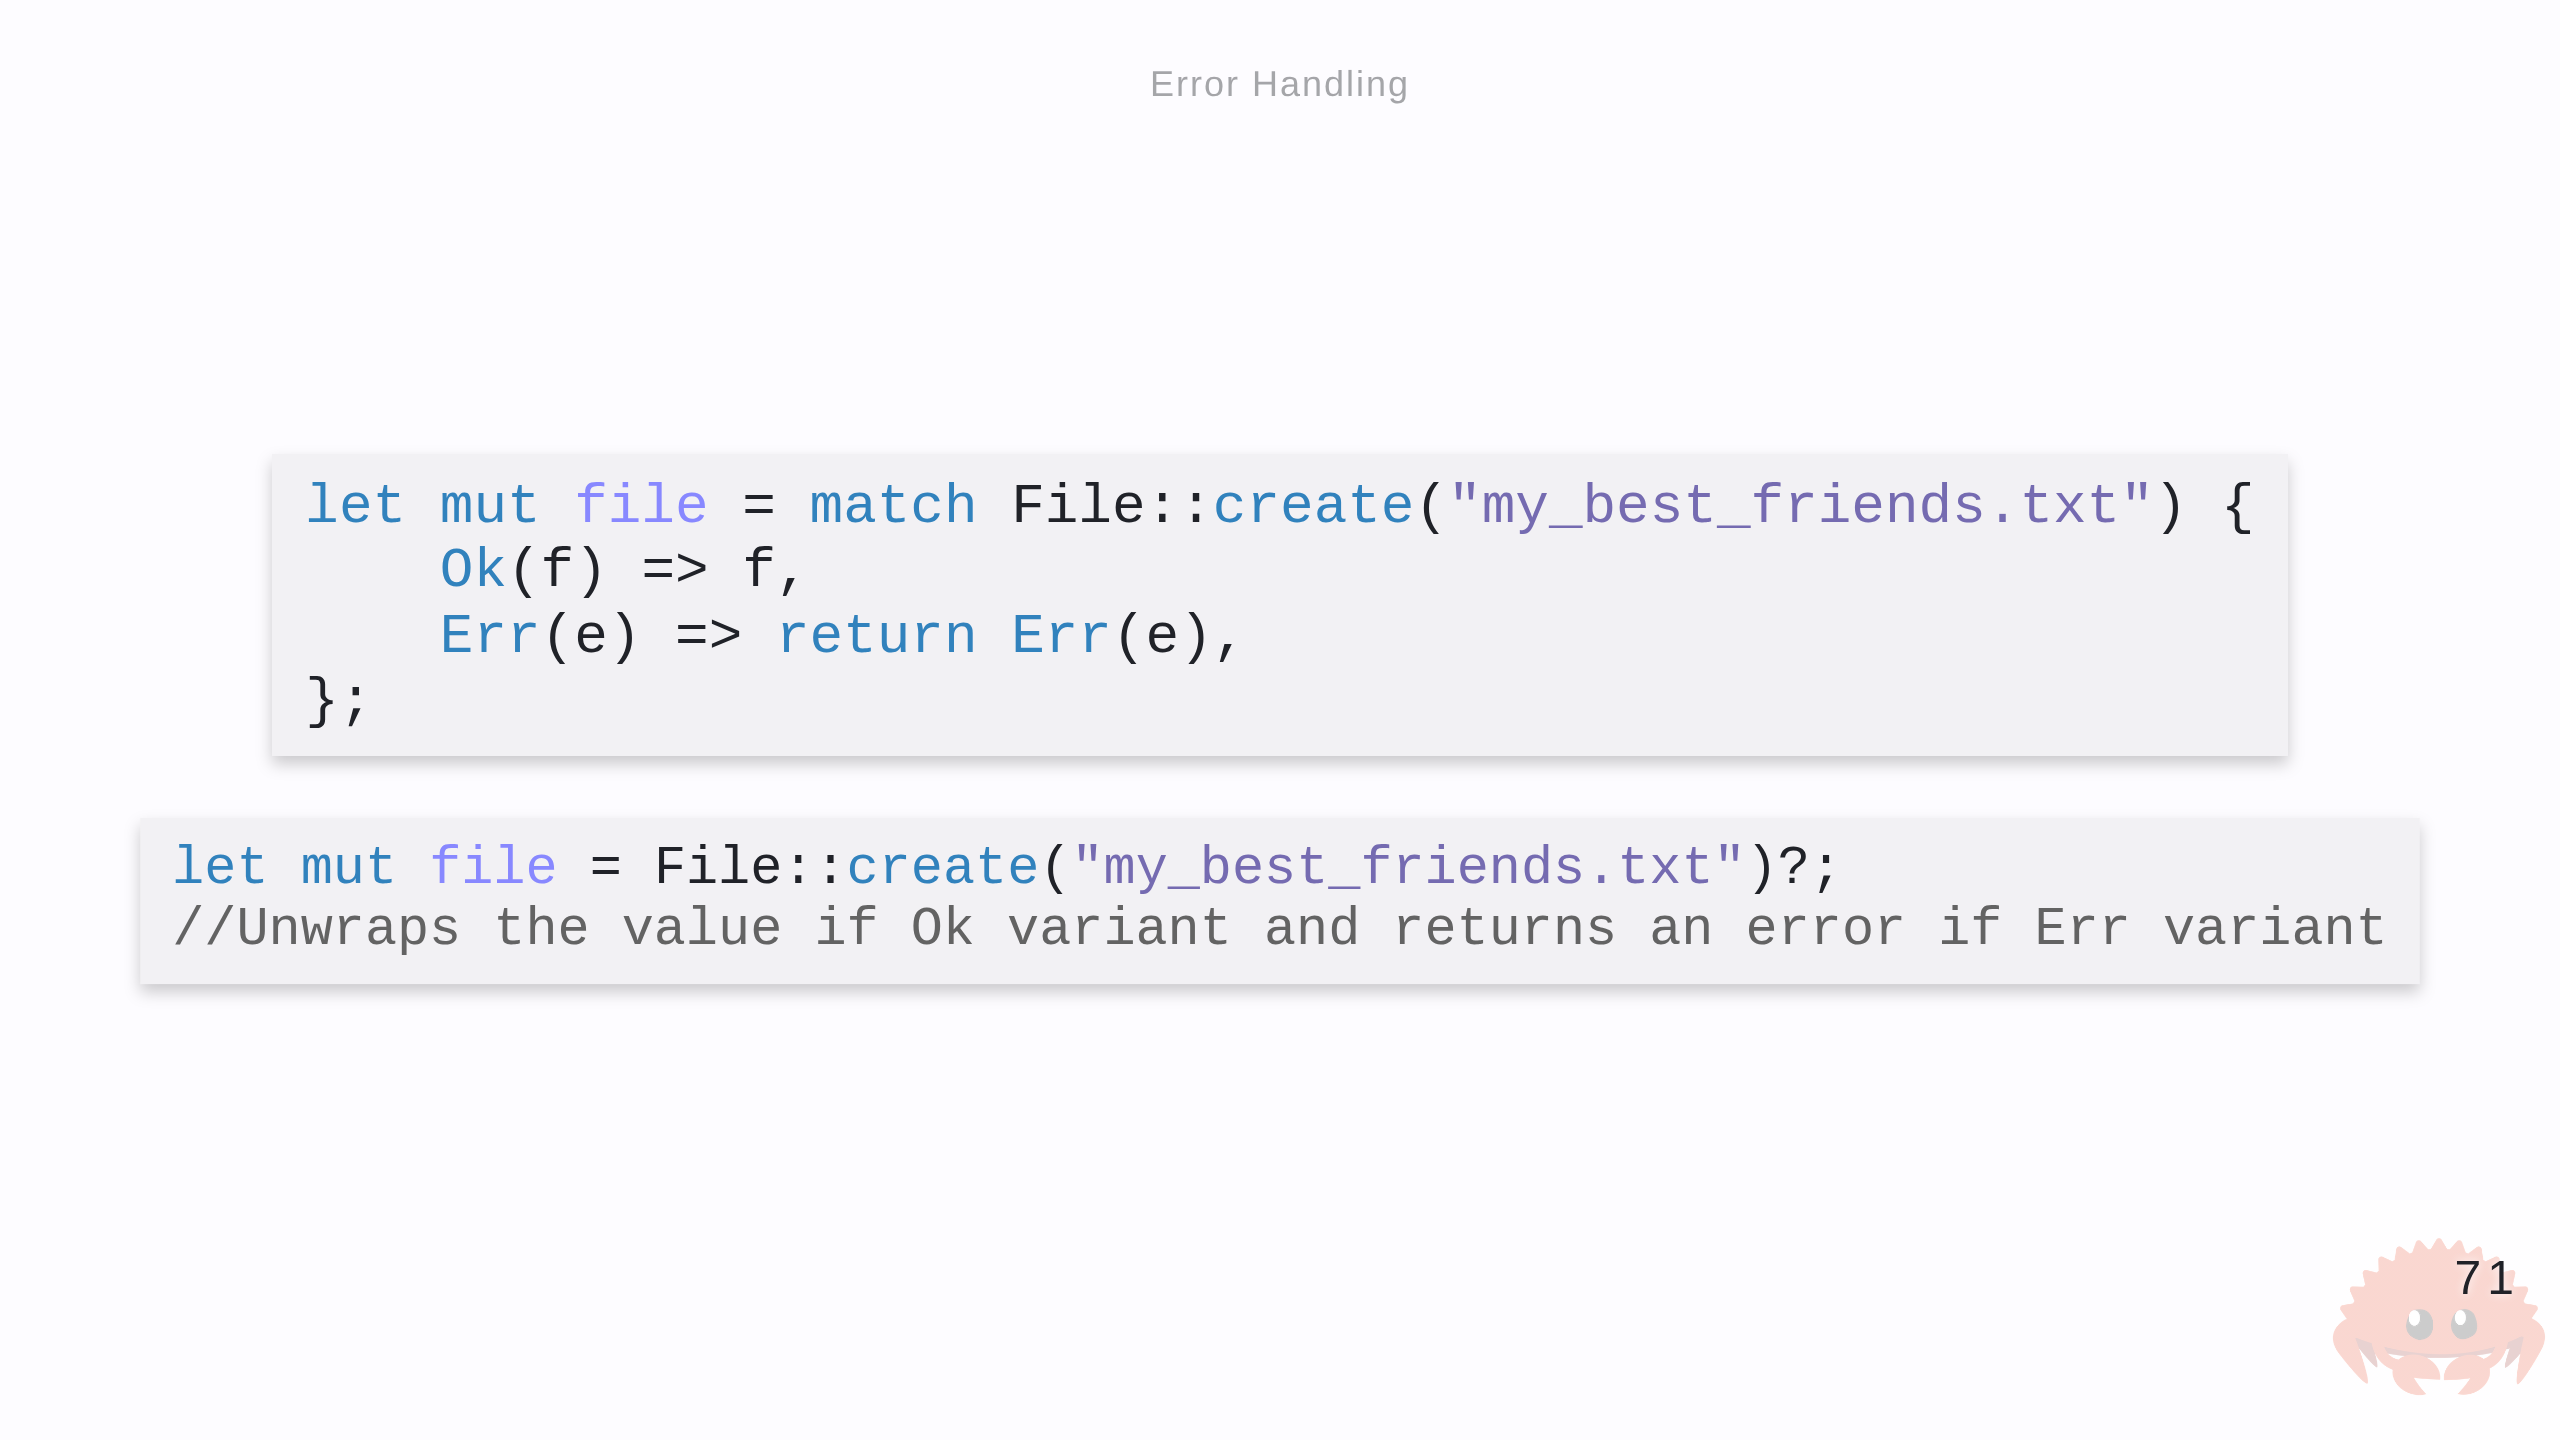 Error Handling
let mut file = match File::create("my_best_friends.txt") {
    Ok(f) => f,
    Err(e) => return Err(e),
};
let mut file = File::create("my_best_friends.txt")?;
//Unwraps the value if Ok variant and returns an error if Err variant
71